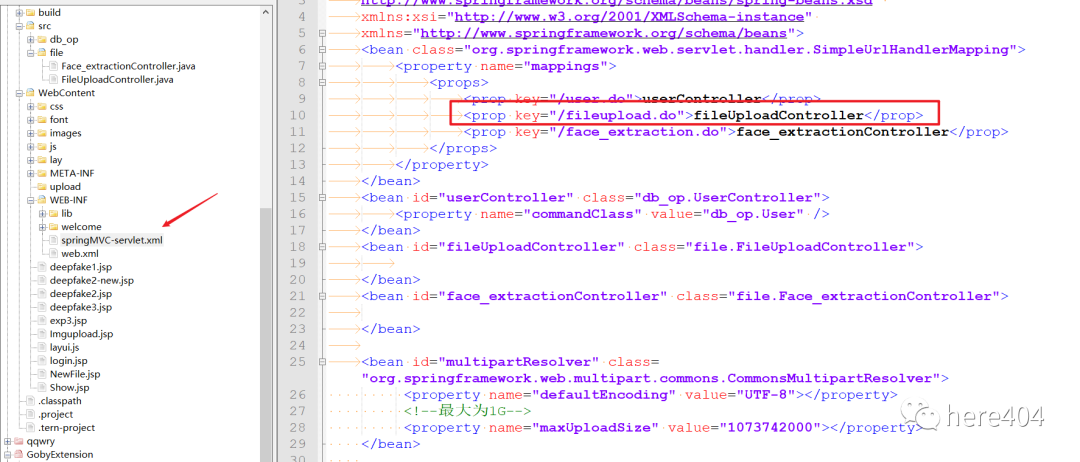 build
src
db_op
file
Face_extractionController.java
FileUploadController.java
WebContent
css
font
images
js
lay
META-INF
upload
WEB-INF
lib
welcome
springMVC-servlet.xml
web.xml
deepfake1.jsp
deepfake2-new.jsp
deepfake2.jsp
deepfake3.jsp
exp3.jsp
Imgupload.jsp
layui.js
login.jsp
NewFile.jsp
Show.jsp
.classpath
.project
.tern-project
qqwry
GobyExtension
3 http://www.springframework.org/schema/beans/spring-beans.xsd"
4 xmlns:xsi="http://www.w3.org/2001/XMLSchema-instance"
5 xmlns="http://www.springframework.org/schema/beans">
6 <bean class="org.springframework.web.servlet.handler.SimpleUrlHandlerMapping">
7 <property name="mappings">
8 <props>
9 <prop key="/user.do">userController</prop>
10 <prop key="/fileupload.do">fileUploadController</prop>
11 <prop key="/face_extraction.do">face_extractionController</prop>
12 </props>
13 </property>
14 </bean>
15 <bean id="userController" class="db_op.UserController">
16 <property name="commandClass" value="db_op.User" />
17 </bean>
18 <bean id="fileUploadController" class="file.FileUploadController">
19
20 </bean>
21 <bean id="face_extractionController" class="file.Face_extractionController">
22
23 </bean>
24
25 <bean id="multipartResolver" class=
"org.springframework.web.multipart.commons.CommonsMultipartResolver">
26 <property name="defaultEncoding" value="UTF-8"></property>
27 <!--最大为1G-->
28 <property name="maxUploadSize" value="1073742000"></property>
29 </bean>
30
here404